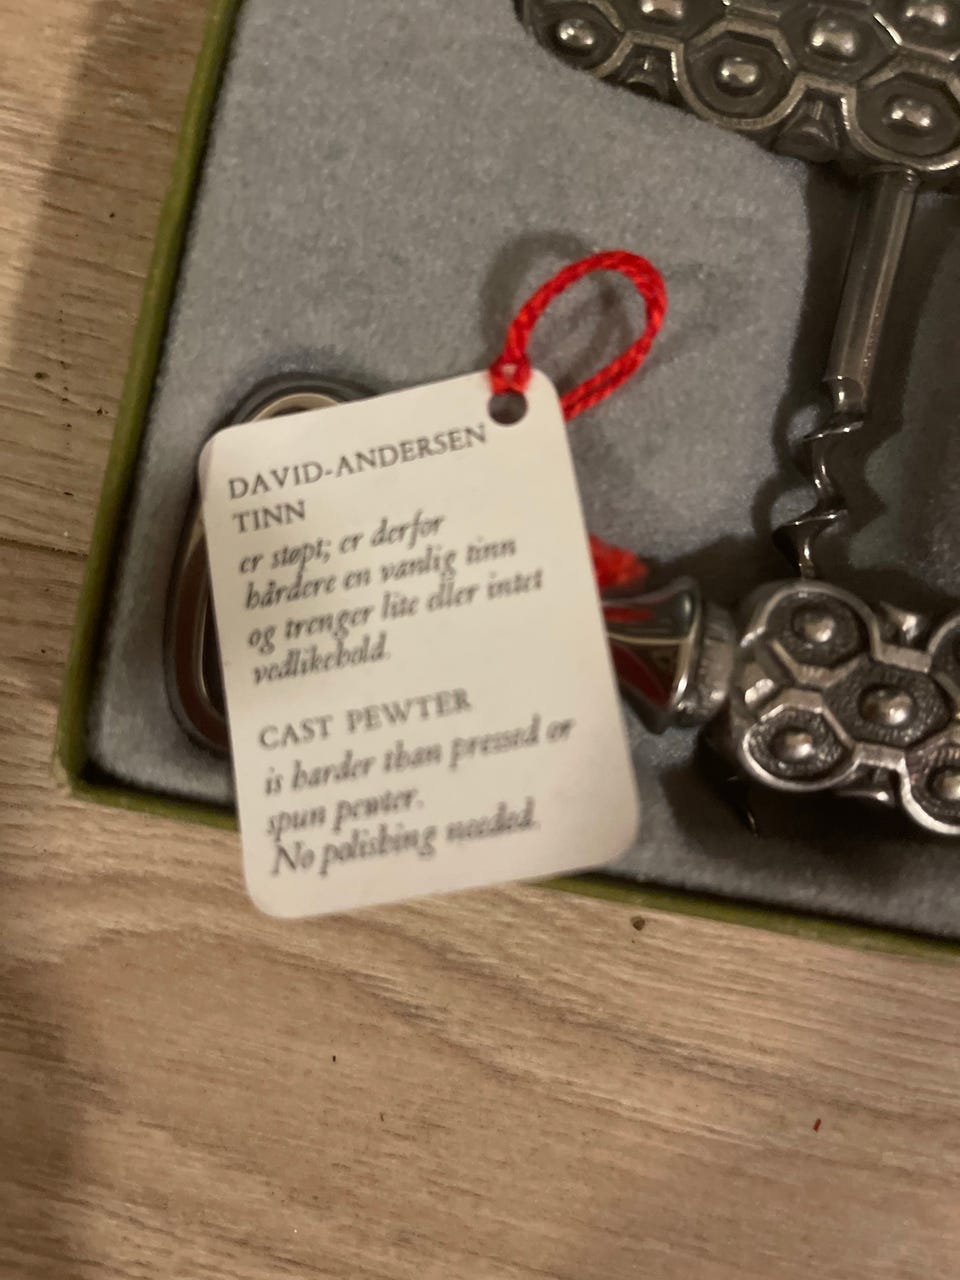 DAVID-ANDERSEN
TINN
er støpt; er derfor
hårdere en vanlig tinn
og trenger lite eller intet
vedlikehold.
CAST PEWTER
is harder than pressed or
spun pewter.
No polishing needed.